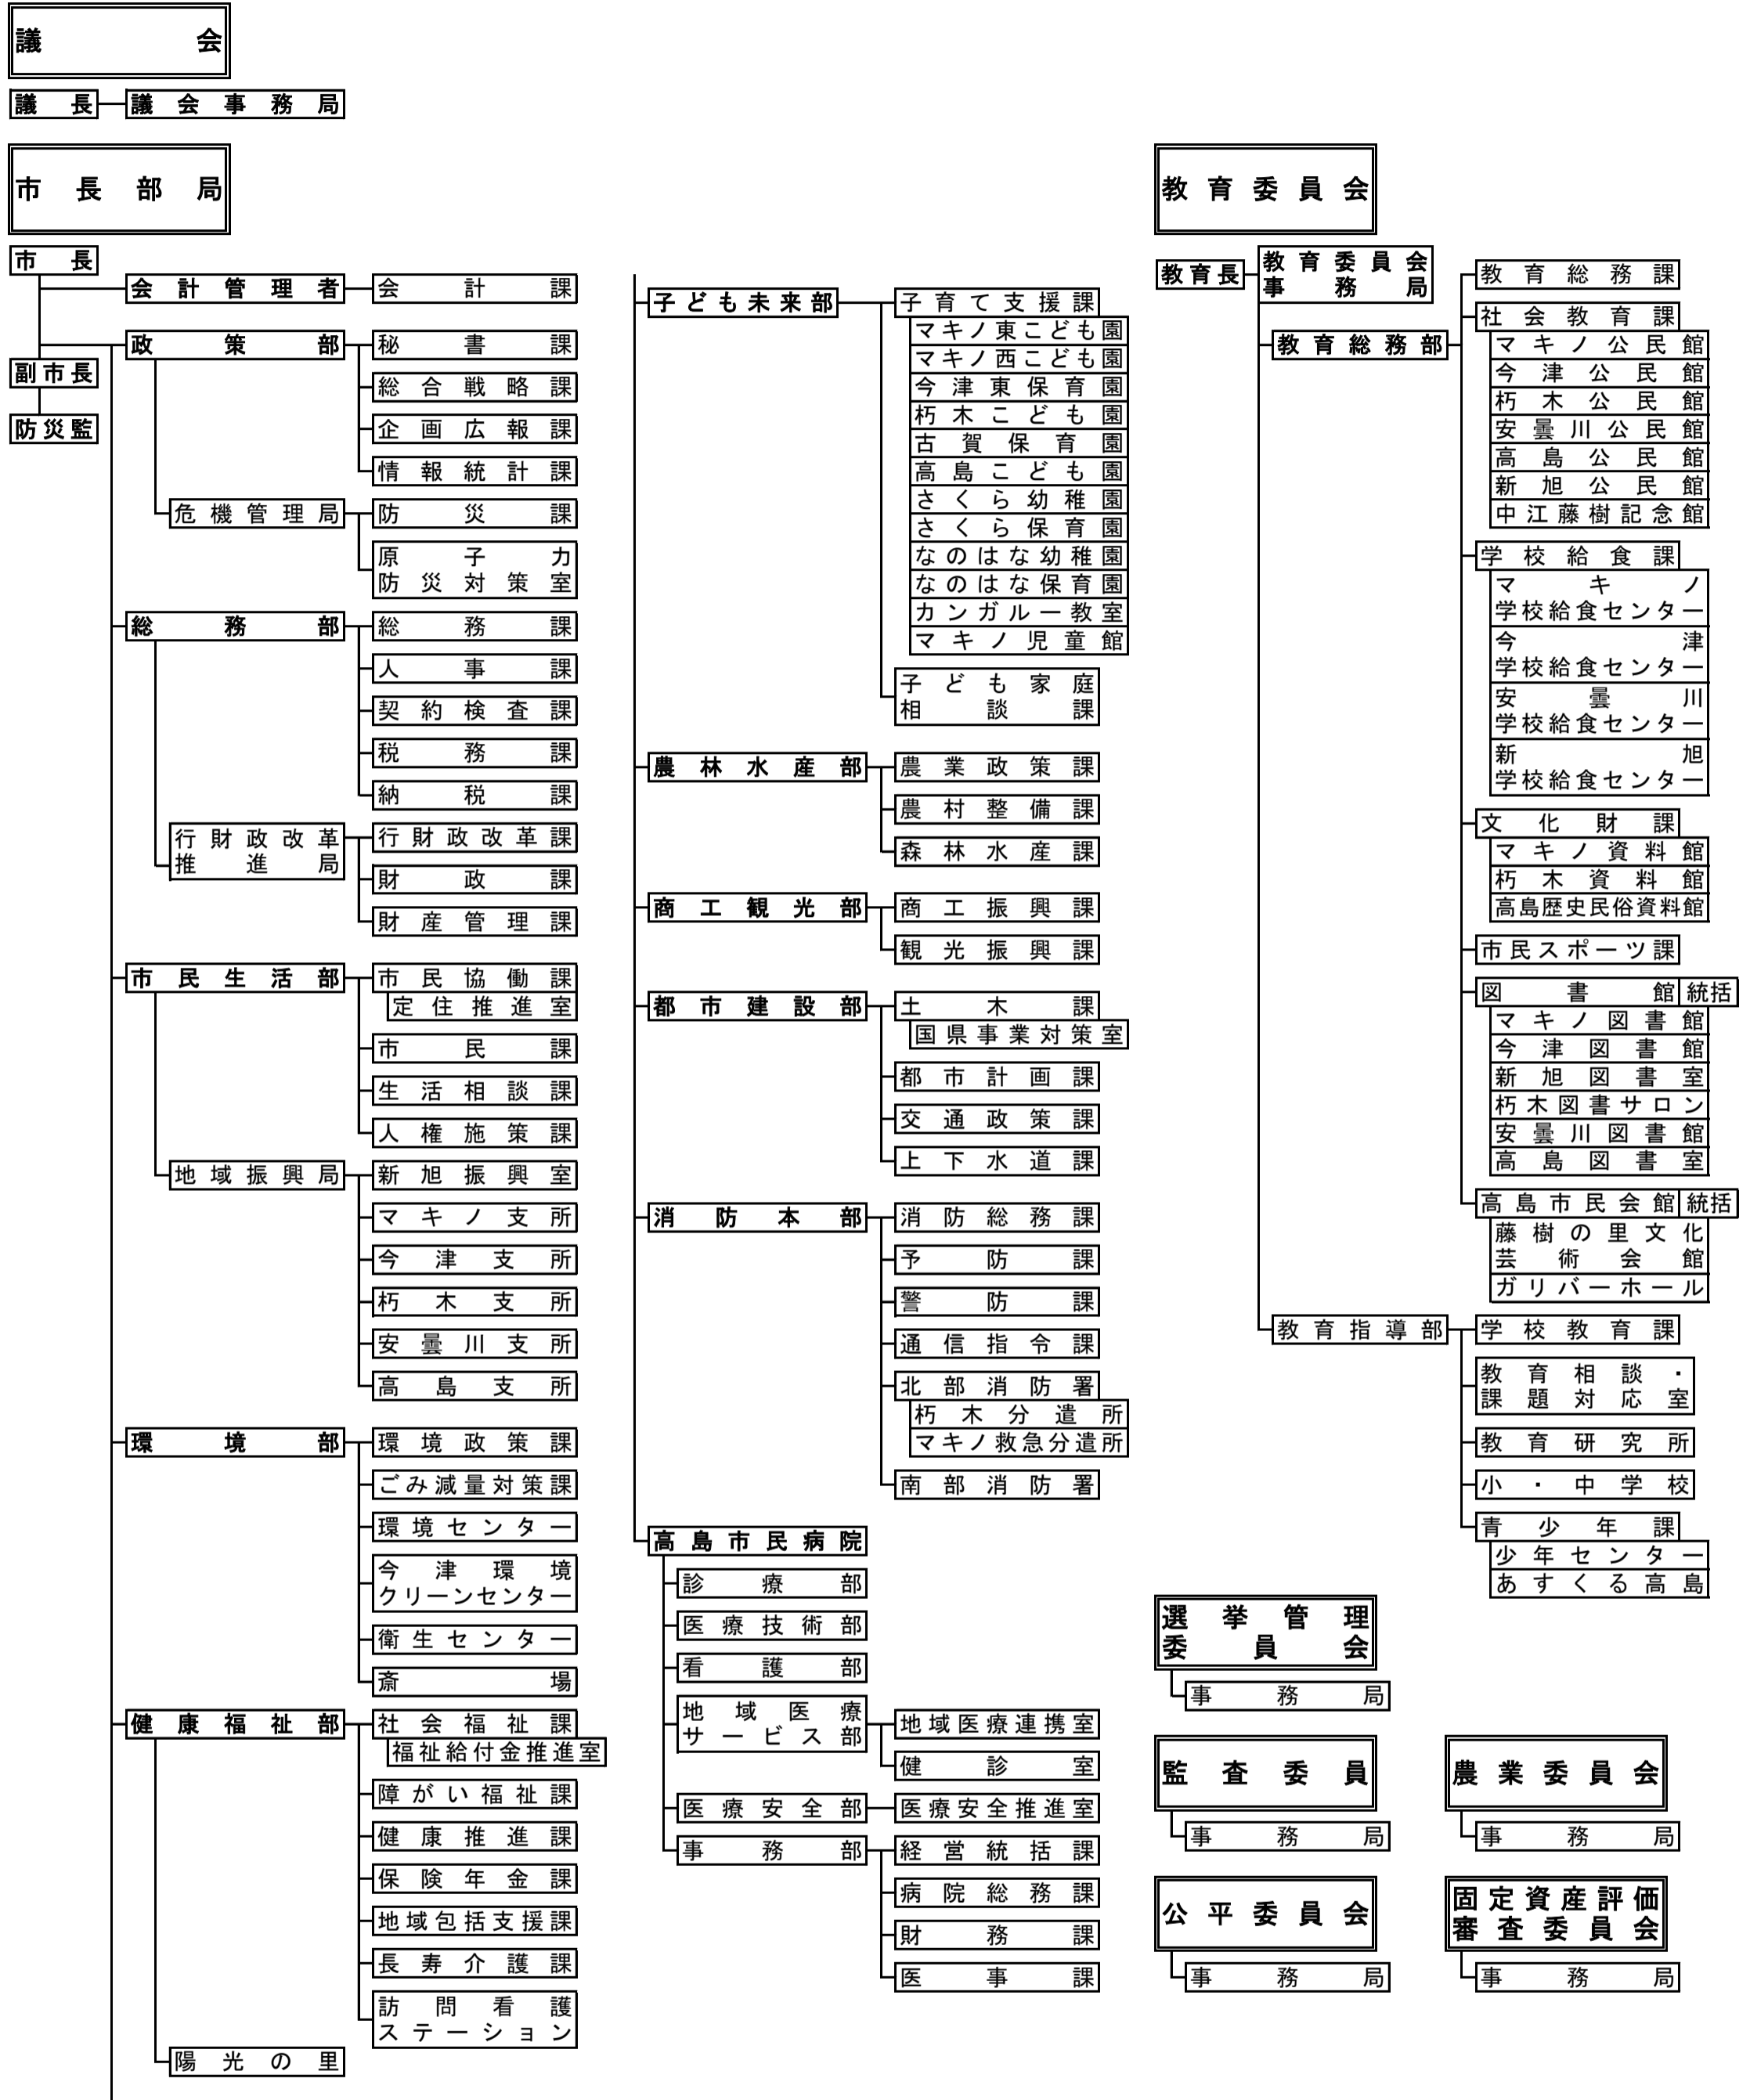 議会
議長
議会事務局
市長部局
市長
副市長
防災監
会計管理者
会計課
政策部
秘書課
総合戦略課
企画広報課
情報統計課
危機管理局
防災課
原子力
防災対策室
総務部
総務課
人事課
契約検査課
税務課
納税課
行財政改革
推進局
行財政改革課
財政課
財産管理課
市民生活部
市民協働課
定住推進室
市民課
生活相談課
人権施策課
地域振興局
新旭振興室
マキノ支所
今津支所
朽木支所
安曇川支所
高島支所
環境部
環境政策課
ごみ減量対策課
環境センター
今津環境
クリーンセンター
衛生センター
斎場
健康福祉部
社会福祉課
福祉給付金推進室
障がい福祉課
健康推進課
保険年金課
地域包括支援課
長寿介護課
訪問看護
ステーション
陽光の里
子ども未来部
子育て支援課
マキノ東こども園
マキノ西こども園
今津東保育園
朽木こども園
古賀保育園
高島こども園
さくら幼稚園
さくら保育園
なのはな幼稚園
なのはな保育園
カンガルー教室
マキノ児童館
子ども家庭
相談課
農林水産部
農業政策課
農村整備課
森林水産課
商工観光部
商工振興課
観光振興課
都市建設部
土木課
国県事業対策室
都市計画課
交通政策課
上下水道課
消防本部
消防総務課
予防課
警防課
通信指令課
北部消防署
朽木分遣所
マキノ救急分遣所
南部消防署
高島市民病院
診療部
医療技術部
看護部
地域医療
サービス部
地域医療連携室
健診室
医療安全部
医療安全推進室
事務部
経営統括課
病院総務課
財務課
医事課
教育委員会
教育長
教育委員会
事務局
教育総務部
教育総務課
社会教育課
マキノ公民館
今津公民館
朽木公民館
安曇川公民館
高島公民館
新旭公民館
中江藤樹記念館
学校給食課
マキノ
学校給食センター
今津
学校給食センター
安曇川
学校給食センター
新旭
学校給食センター
文化財課
マキノ資料館
朽木資料館
高島歴史民俗資料館
市民スポーツ課
図書館 統括
マキノ図書館
今津図書館
新旭図書室
朽木図書サロン
安曇川図書館
高島図書室
高島市民会館 統括
藤樹の里文化
芸術会館
ガリバーホール
教育指導部
学校教育課
教育相談・
課題対応室
教育研究所
小・中学校
青少年課
少年センター
あすくる高島
選挙管理
委員会
事務局
監査委員
事務局
農業委員会
事務局
公平委員会
事務局
固定資産評価
審査委員会
事務局